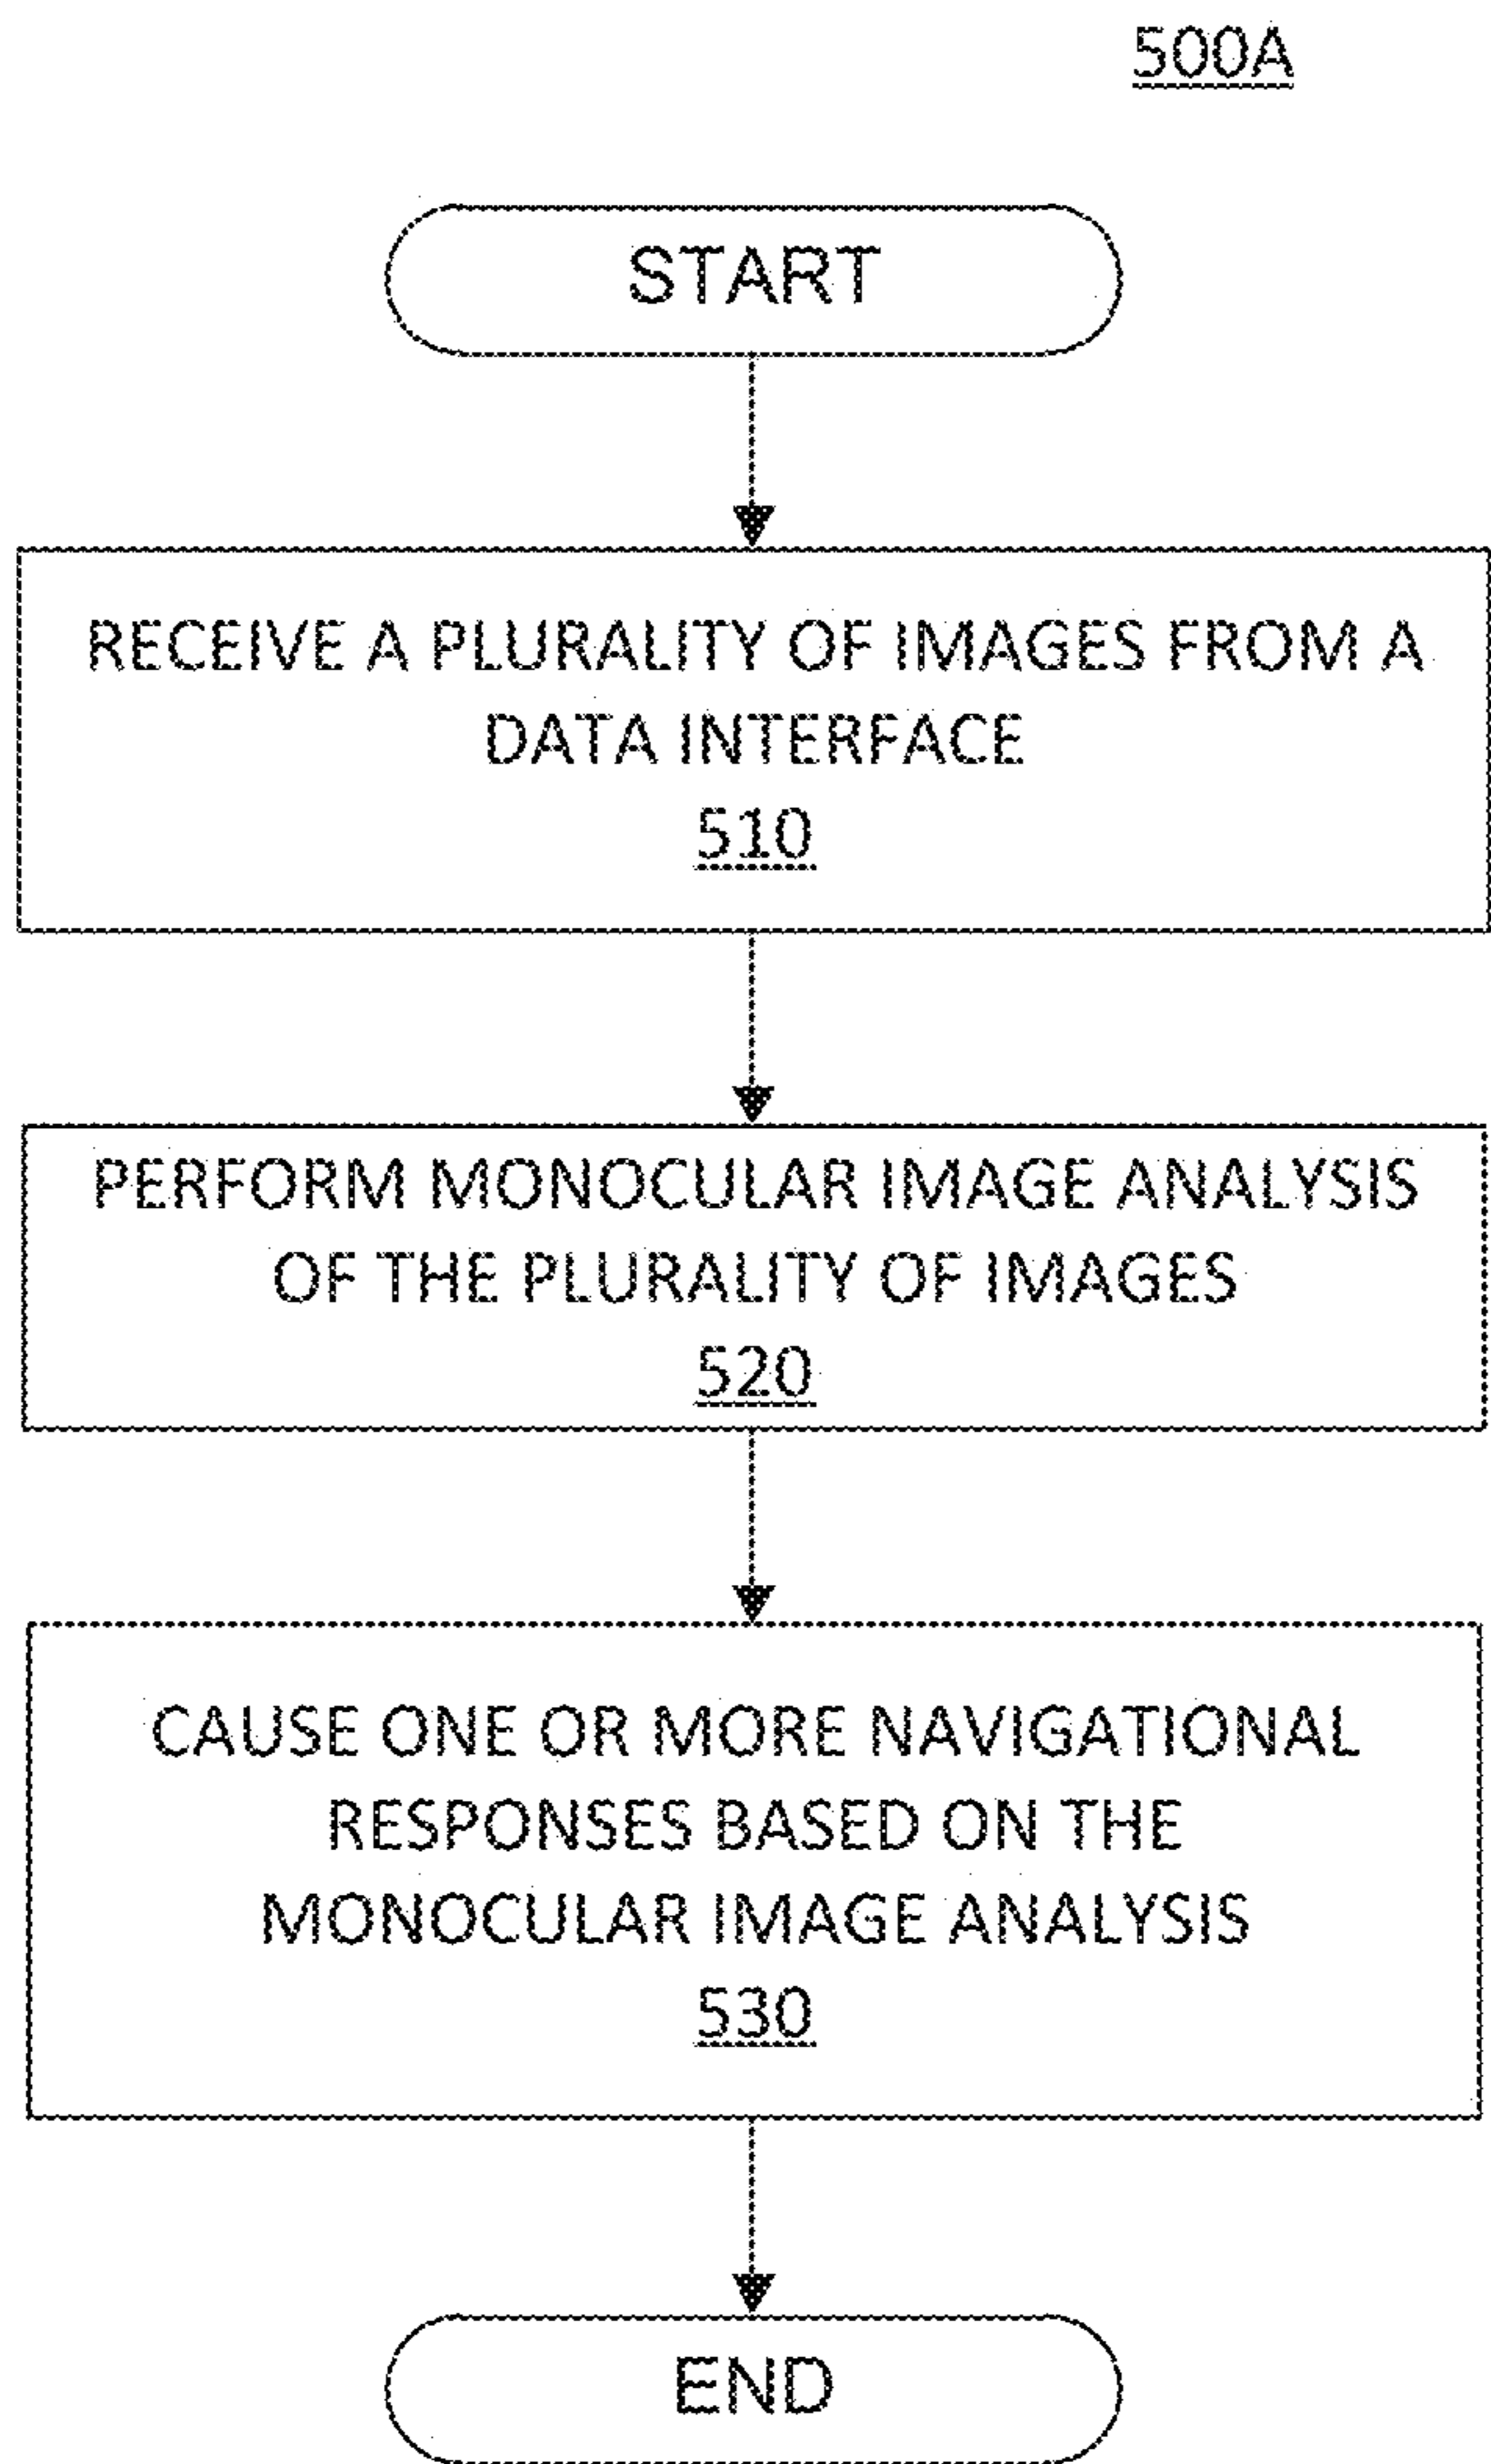 500A
START
RECEIVE A PLURALITY OF IMAGES FROM A
DATA INTERFACE
510
PERFORM MONOCULAR IMAGE ANALYSIS
OF THE PLURALITY OF IMAGES
520
CAUSE ONE OR MORE NAVIGATIONAL
RESPONSES BASED ON THE
MONOCULAR IMAGE ANALYSIS
530
END